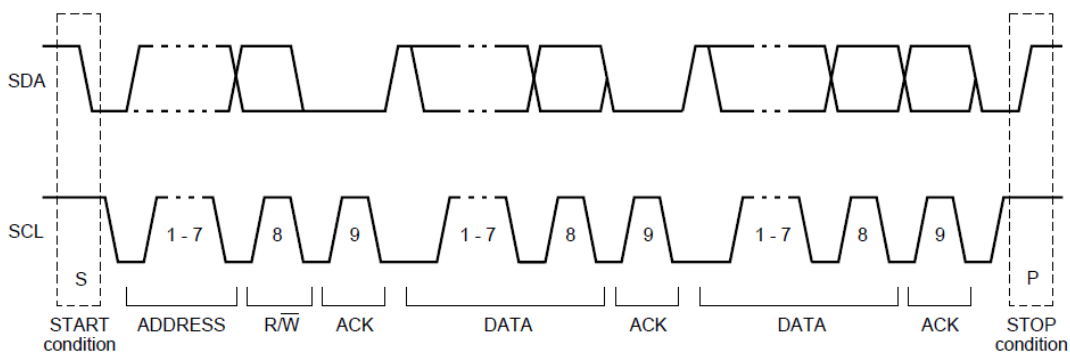 SDA
SCL
1 - 7
8
9
1 - 7
8
9
1 - 7
8
9
S
P
START
condition
ADDRESS
R/W̅
ACK
DATA
ACK
DATA
ACK
STOP
condition